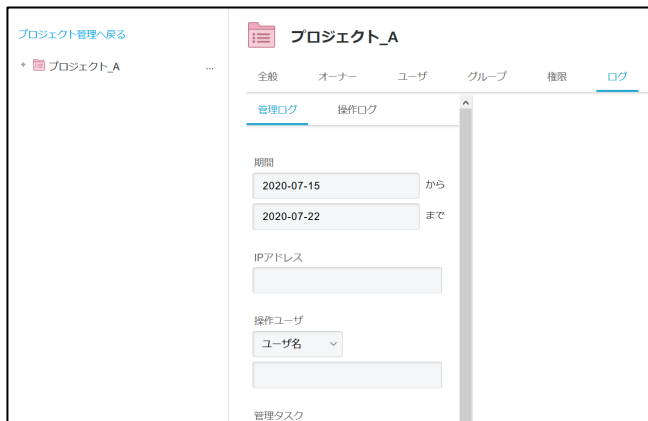 プロジェクト管理へ戻る
プロジェクト_A ...
プロジェクト_A
全般 オーナー ユーザ グループ 権限 ログ
管理ログ 操作ログ
期間
2020-07-15 から
2020-07-22 まで
IPアドレス
操作ユーザ
ユーザ名
管理タスク